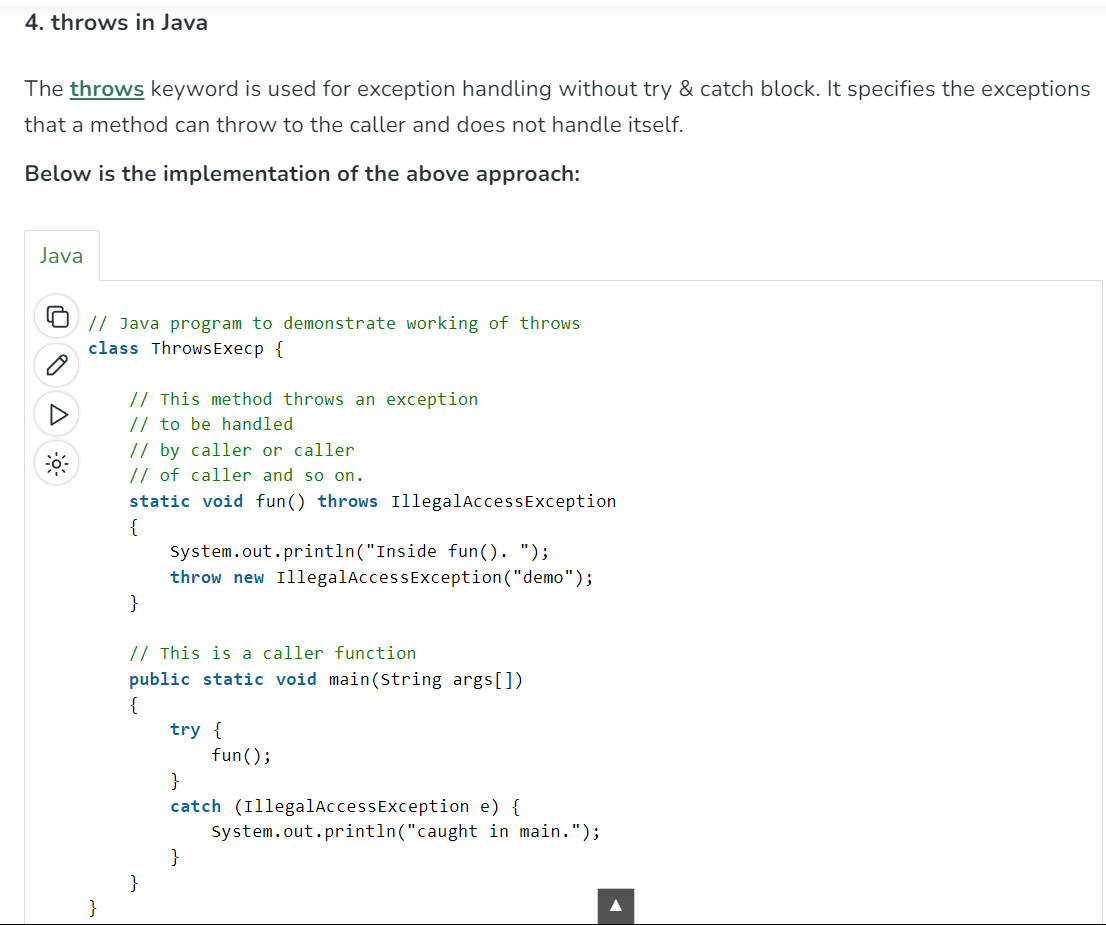 4. throws in Java
The throws keyword is used for exception handling without try & catch block. It specifies the exceptions
that a method can throw to the caller and does not handle itself.
Below is the implementation of the above approach:
Java
// Java program to demonstrate working of throws
class ThrowsExecp {
    // This method throws an exception
    // to be handled
    // by caller or caller
    // of caller and so on.
    static void fun() throws IllegalAccessException
    {
        System.out.println("Inside fun(). ");
        throw new IllegalAccessException("demo");
    }
    // This is a caller function
    public static void main(String args[])
    {
        try {
            fun();
        }
        catch (IllegalAccessException e) {
            System.out.println("caught in main.");
        }
    }
}